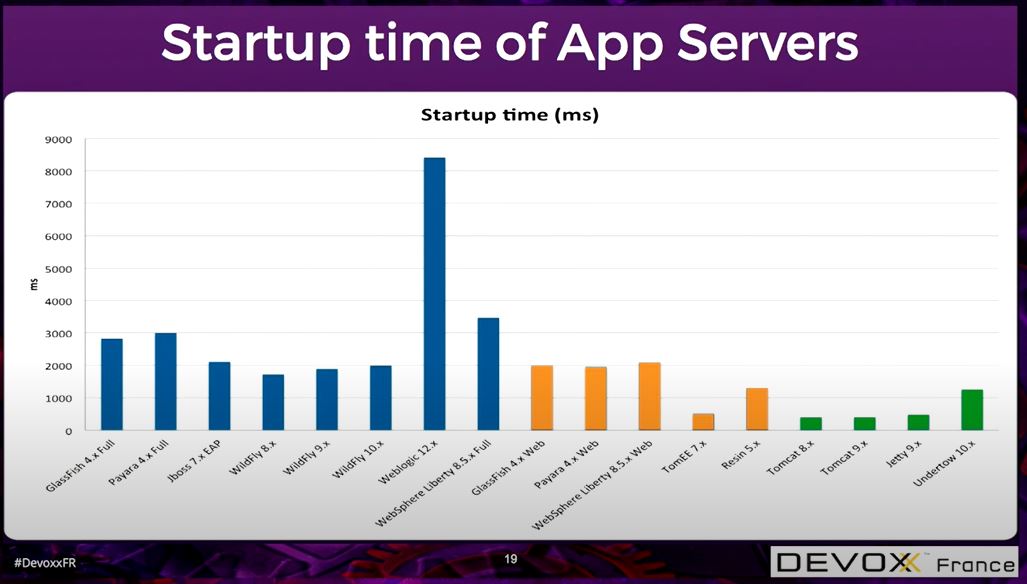 Startup time of App Servers
Startup time (ms)
9000
8000
7000
6000
5000
4000
3000
2000
1000
0
ms
GlassFish 4.x Full
Payara 4.x Full
Jboss 7.x EAP
WildFly 8.x
WildFly 9.x
WildFly 10.x
Weblogic 12.x
WebSphere Liberty 8.5.x Full
GlassFish 4.x Web
Payara 4.x Web
WebSphere Liberty 8.5.x Web
TomEE 7.x
Resin 5.x
Tomcat 8.x
Tomcat 9.x
Jetty 9.x
Undertow 10.x
#DevoxxFR
19
DEVOXX™ France